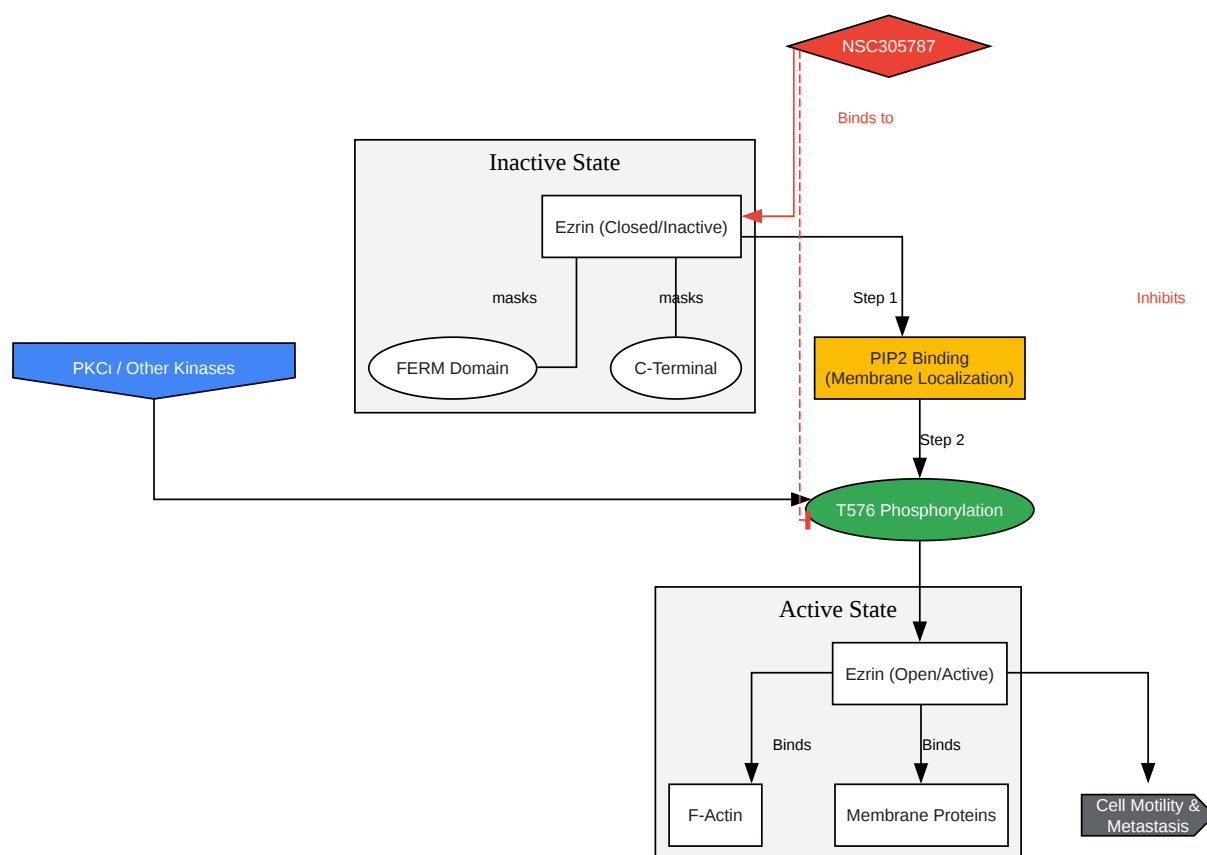 NSC305787
Binds to
Inactive State
Ezrin (Closed/Inactive)
masks
masks
Step 1
Inhibits
FERM Domain
C-Terminal
PKCι / Other Kinases
PIP2 Binding
(Membrane Localization)
Step 2
T576 Phosphorylation
Active State
Ezrin (Open/Active)
Binds
Binds
F-Actin
Membrane Proteins
Cell Motility &
Metastasis